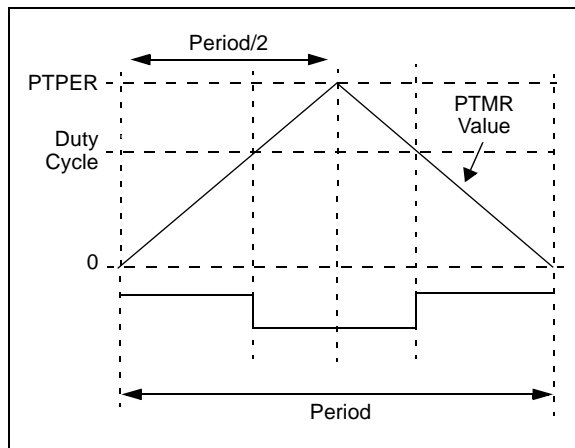 Period/2
PTPER
PTMR
Value
Duty
Cycle
0
Period